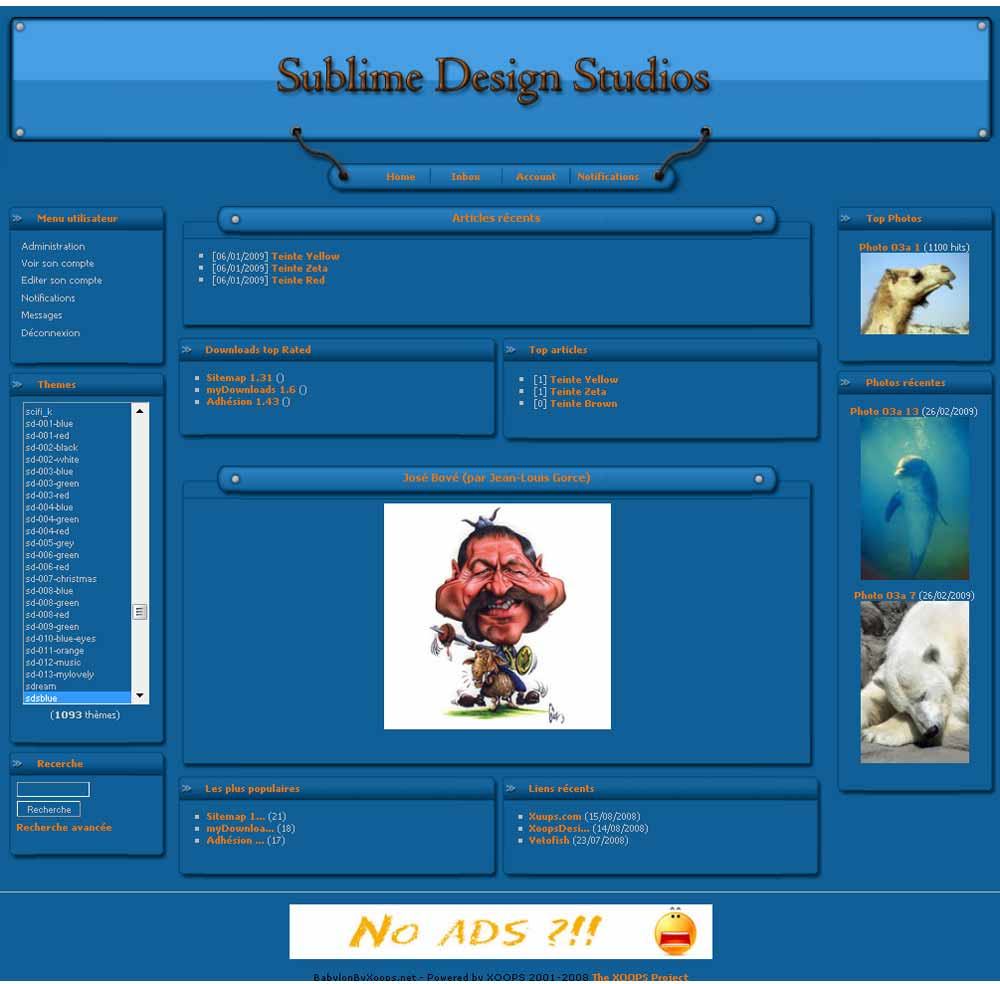 Sublime Design Studios
Home Inbox Account Notifications
Menu utilisateur
Administration
Voir son compte
Editer son compte
Notifications
Messages
Déconnexion
Themes
scifi_k
sd-001-blue
sd-001-red
sd-002-black
sd-002-white
sd-003-blue
sd-003-green
sd-003-red
sd-004-blue
sd-004-green
sd-004-red
sd-005-grey
sd-006-green
sd-006-red
sd-007-christmas
sd-008-blue
sd-008-green
sd-008-red
sd-009-green
sd-010-blue-eyes
sd-011-orange
sd-012-music
sd-013-mylovely
sdream
sdsblue
(1093 thèmes)
Recerche
Recherche
Recherche avancée
Articles récents
[06/01/2009] Teinte Yellow
[06/01/2009] Teinte Zeta
[06/01/2009] Teinte Red
Downloads top Rated
Sitemap 1.31 ()
myDownloads 1.6 ()
Adhésion 1.43 ()
Top articles
[1] Teinte Yellow
[1] Teinte Zeta
[0] Teinte Brown
José Bové (par Jean-Louis Gorce)
Les plus populaires
Sitemap 1... (21)
myDownloa... (18)
Adhésion ... (17)
Liens récents
Xuups.com (15/08/2008)
XoopsDesi... (14/08/2008)
Yetofish (23/07/2008)
Top Photos
Photo 03a 1 (1100 hits)
Photos récentes
Photo 03a 13 (26/02/2009)
Photo 03a 7 (26/02/2009)
No ads ?!!
BabylonByXoops.net - Powered by XOOPS 2001-2008 The XOOPS Project